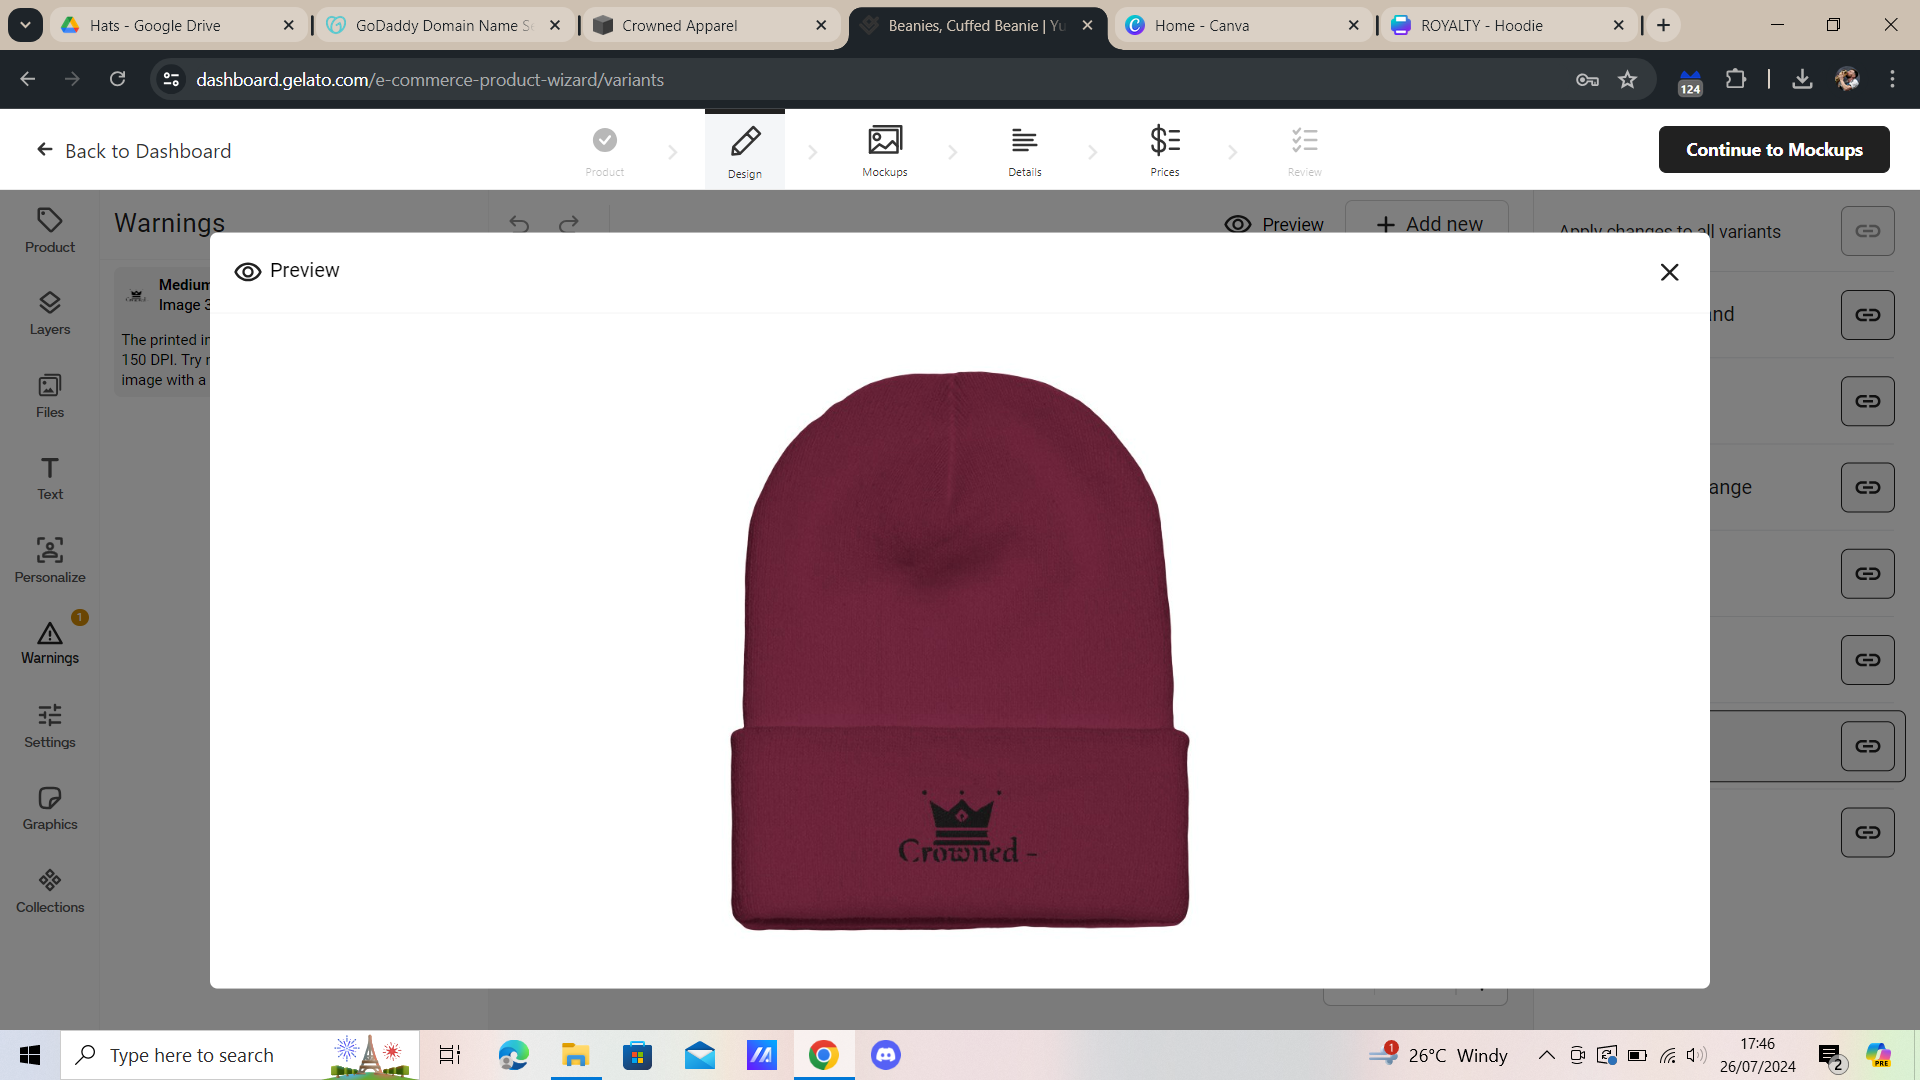 Hats - Google Drive
GoDaddy Domain Name Se
Crowned Apparel
Beanies, Cuffed Beanie | Yu
Home - Canva
ROYALTY - Hoodie
dashboard.gelato.com/e-commerce-product-wizard/variants
124
Back to Dashboard
Product
Design
Mockups
Details
Prices
Review
Continue to Mockups
Product
Layers
Files
Text
Personalize
1
Warnings
Settings
Graphics
Collections
Warnings
Medium
Image 3
The printed in
150 DPI. Try r
image with a
Preview
Add new
Apply changes to all variants
nd
ange
Preview
Crowned -
Type here to search
1
26°C Windy
17:46
26/07/2024
2
PRE